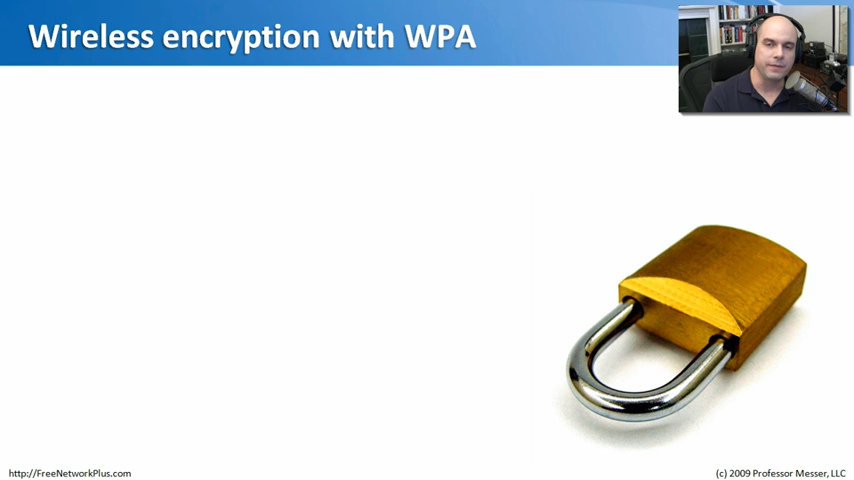 Wireless encryption with WPA
http://FreeNetworkPlus.com
(c) 2009 Professor Messer, LLC